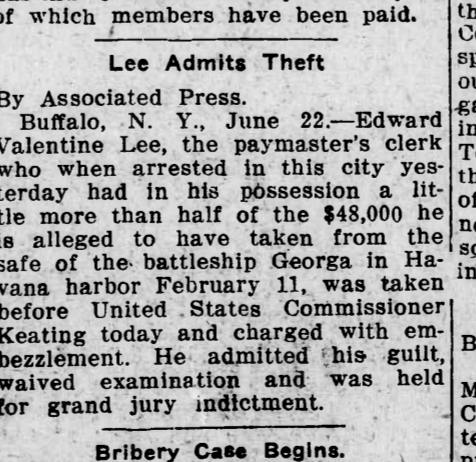 of which members have been paid.
Lee Admits Theft
By Associated Press.
Buffalo, N. Y., June 22.—Edward
Valentine Lee, the paymaster's clerk
who when arrested in this city yes-
terday had in his possession a lit-
tle more than half of the $48,000 he
is alleged to have taken from the
safe of the battleship Georga in Ha-
vana harbor February 11, was taken
before United States Commissioner
Keating today and charged with em-
bezzlement. He admitted his guilt,
waived examination and was held
for grand jury indictment.
Bribery Case Begins.